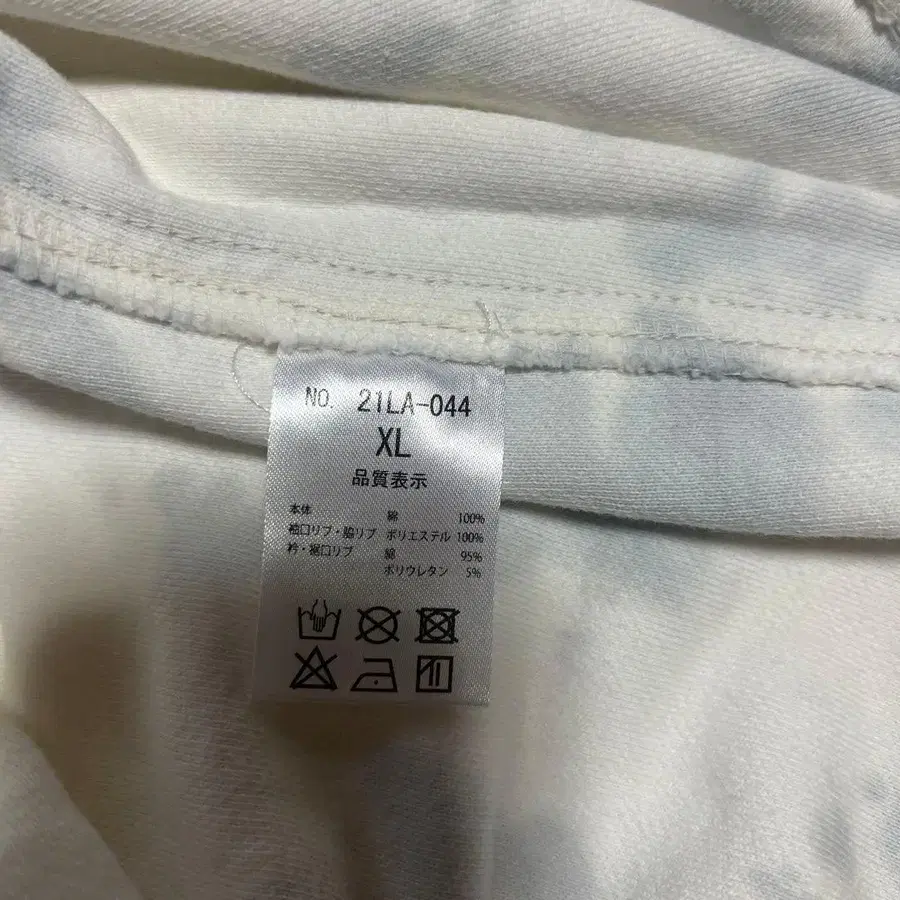 NO. 21LA-044
XL
品質表示
本体 綿 100%
袖口リブ・脇リブ ポリエステル 100%
衿・裾口リブ 綿 95%
ポリウレタン 5%